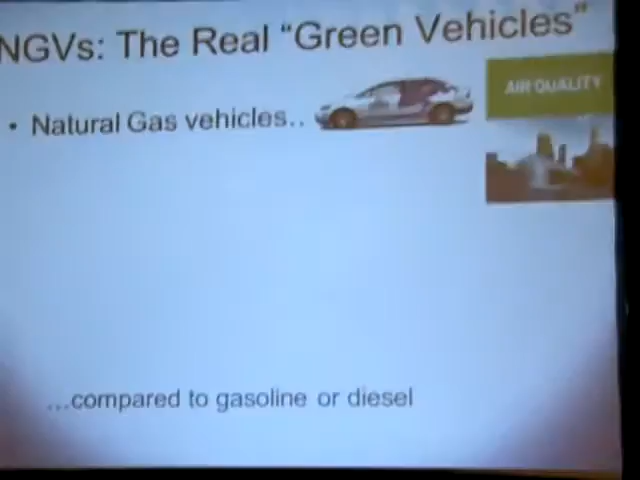 NGVs: The Real “Green Vehicles”
AIR QUALITY
• Natural Gas vehicles..
...compared to gasoline or diesel